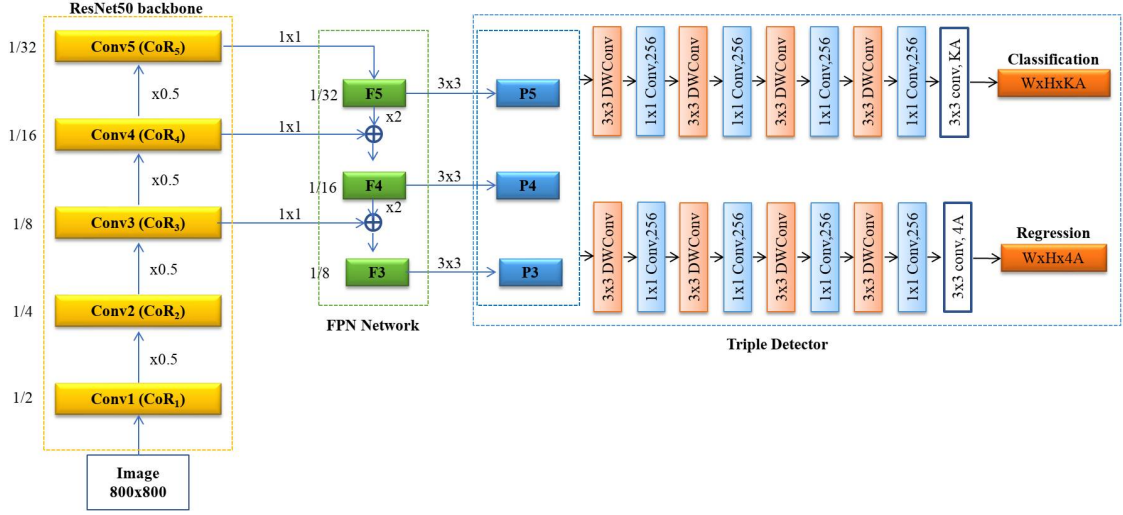 ResNet50 backbone
1/32
Conv5 (CoR₅)
x0.5
1/16
Conv4 (CoR₄)
x0.5
1/8
Conv3 (CoR₃)
x0.5
1/4
Conv2 (CoR₂)
x0.5
1/2
Conv1 (CoR₁)
Image
800x800
1x1
1x1
1x1
1/32
F5
x2
1/16
F4
x2
1/8
F3
FPN Network
3x3
3x3
3x3
P5
P4
P3
3x3 DWConv
1x1 Conv,256
3x3 DWConv
1x1 Conv,256
3x3 DWConv
1x1 Conv,256
3x3 DWConv
1x1 Conv,256
3x3 conv, KA
Classification
WxHxKA
3x3 DWConv
1x1 Conv,256
3x3 DWConv
1x1 Conv,256
3x3 DWConv
1x1 Conv,256
3x3 DWConv
1x1 Conv,256
3x3 conv, 4A
Regression
WxHx4A
Triple Detector